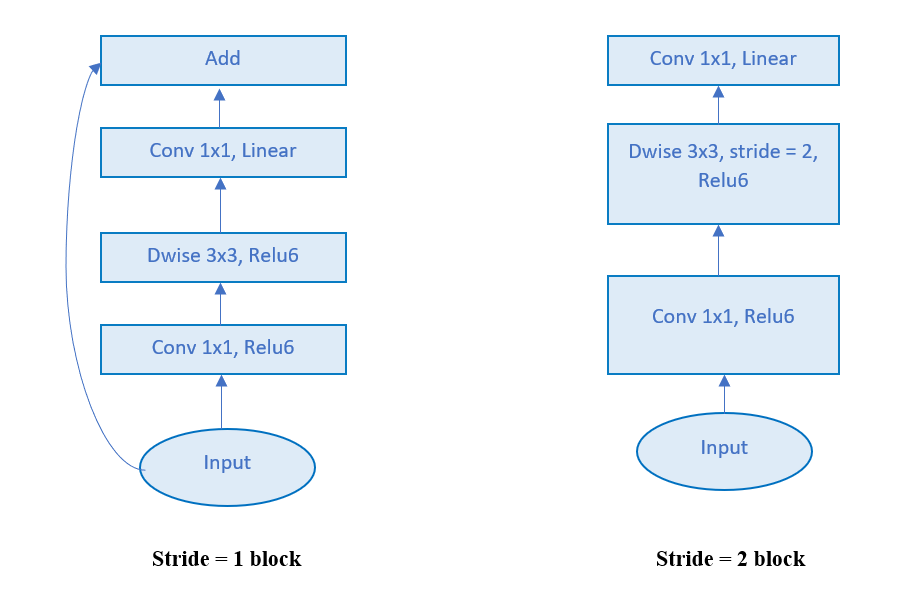 Add
Conv 1x1, Linear
Dwise 3x3, Relu6
Conv 1x1, Relu6
Input
Stride = 1 block
Conv 1x1, Linear
Dwise 3x3, stride = 2,
Relu6
Conv 1x1, Relu6
Input
Stride = 2 block